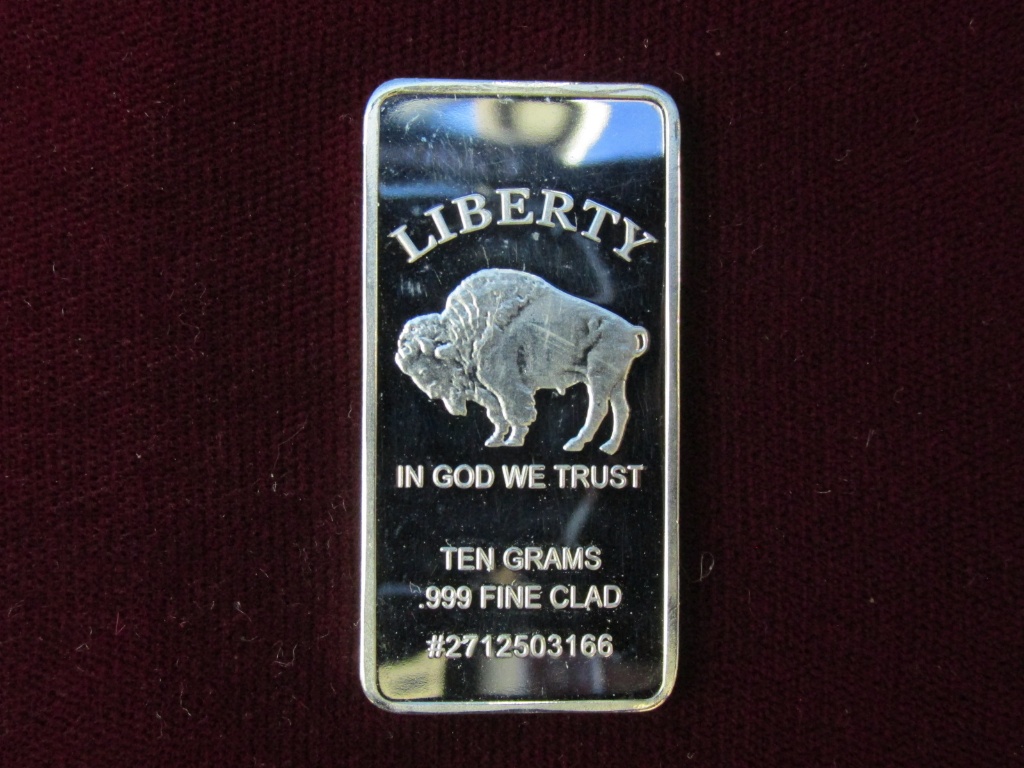 LIBERTY
IN GOD WE TRUST
TEN GRAMS
.999 FINE CLAD
#2712503166